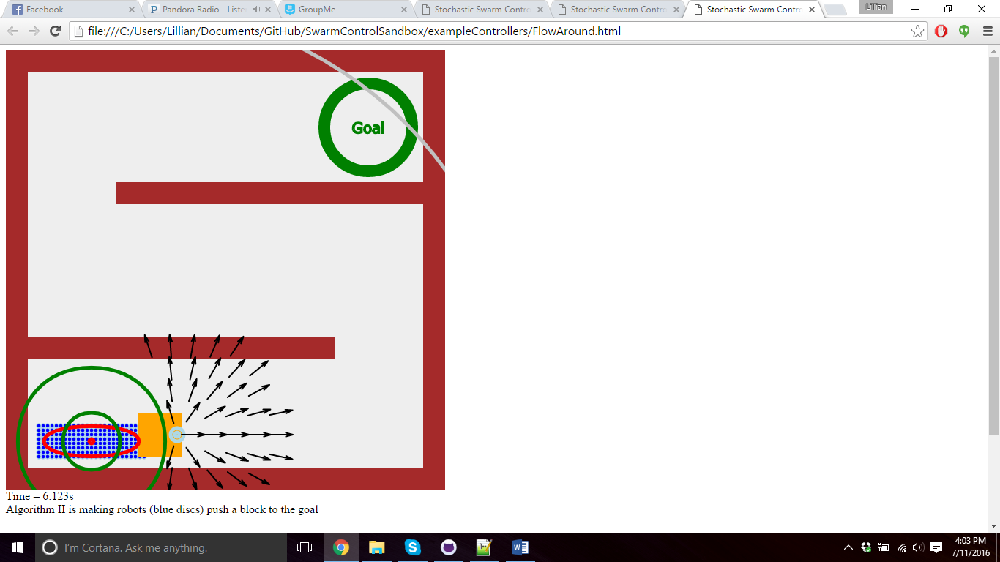 Facebook
Pandora Radio - Liste
GroupMe
Stochastic Swarm Contro
Stochastic Swarm Contro
Stochastic Swarm Contro
Lillian
file:///C:/Users/Lillian/Documents/GitHub/SwarmControlSandbox/exampleControllers/FlowAround.html
Goal
Time = 6.123s
Algorithm II is making robots (blue discs) push a block to the goal
I'm Cortana. Ask me anything.
4:03 PM
7/11/2016